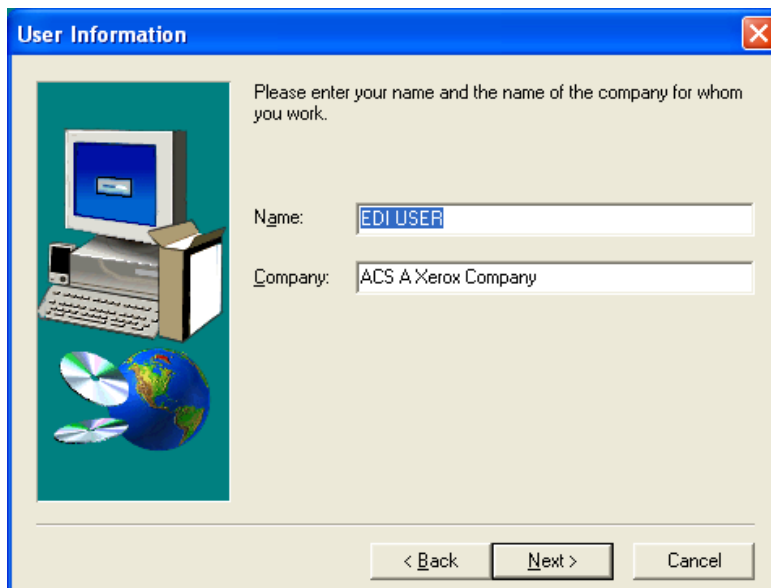 User Information
Please enter your name and the name of the company for whom
you work.
Name: EDI USER
Company: ACS A Xerox Company
< Back Next > Cancel